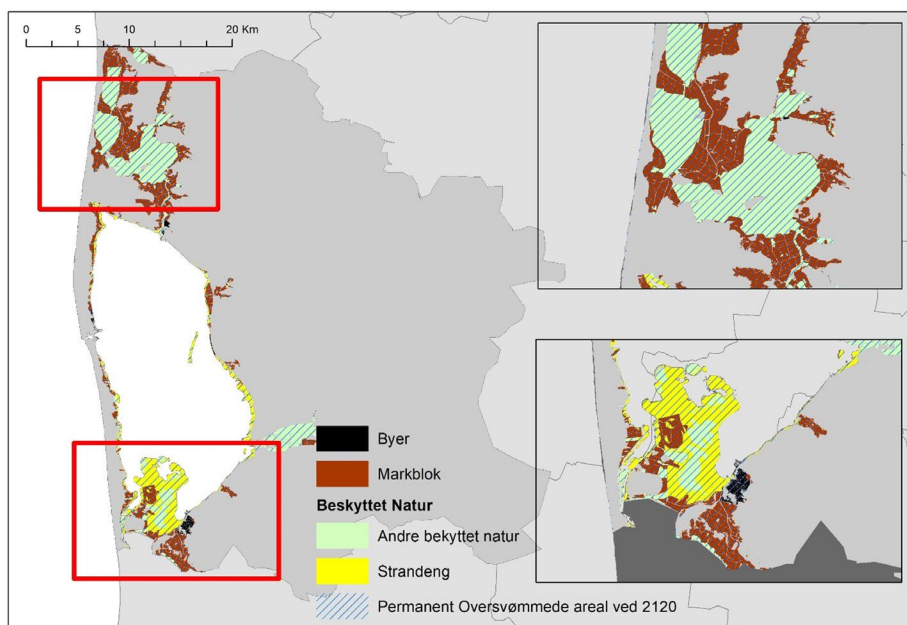 0 5 10 20 Km
Byer
Markblok
Beskyttet Natur
Andre bekyttet natur
Strandeng
Permanent Oversvømmede areal ved 2120